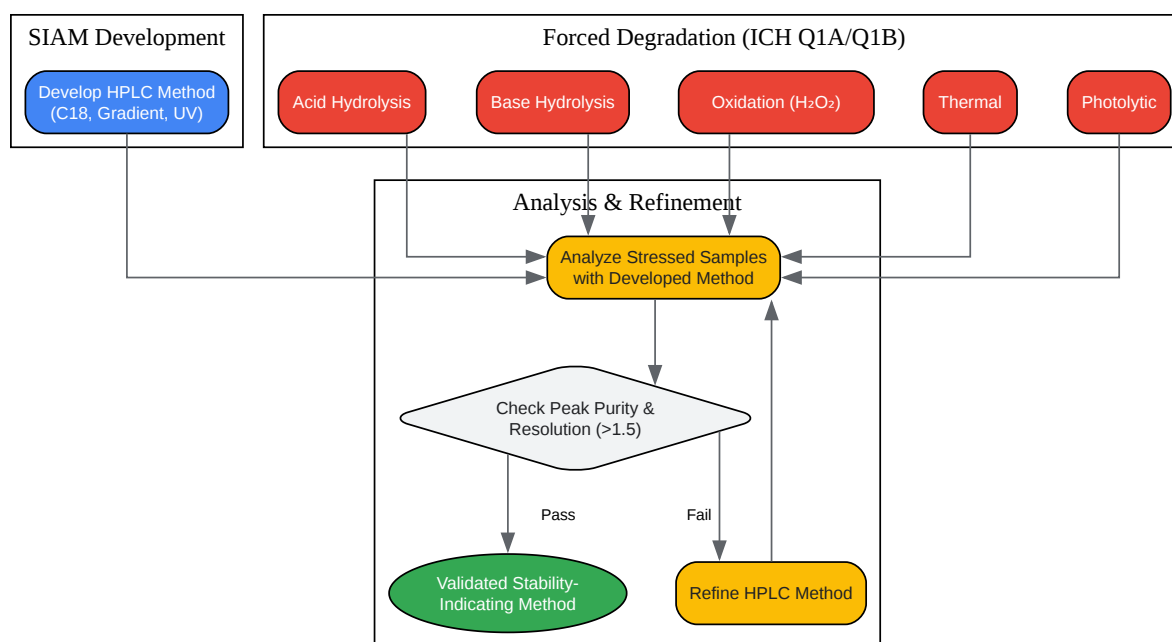 SIAM Development
Forced Degradation (ICH Q1A/Q1B)
Develop HPLC Method
(C18, Gradient, UV)
Acid Hydrolysis
Base Hydrolysis
Oxidation (H₂O₂)
Thermal
Photolytic
Analysis & Refinement
Analyze Stressed Samples
with Developed Method
Check Peak Purity &
Resolution (>1.5)
Pass
Fail
Validated Stability-
Indicating Method
Refine HPLC Method